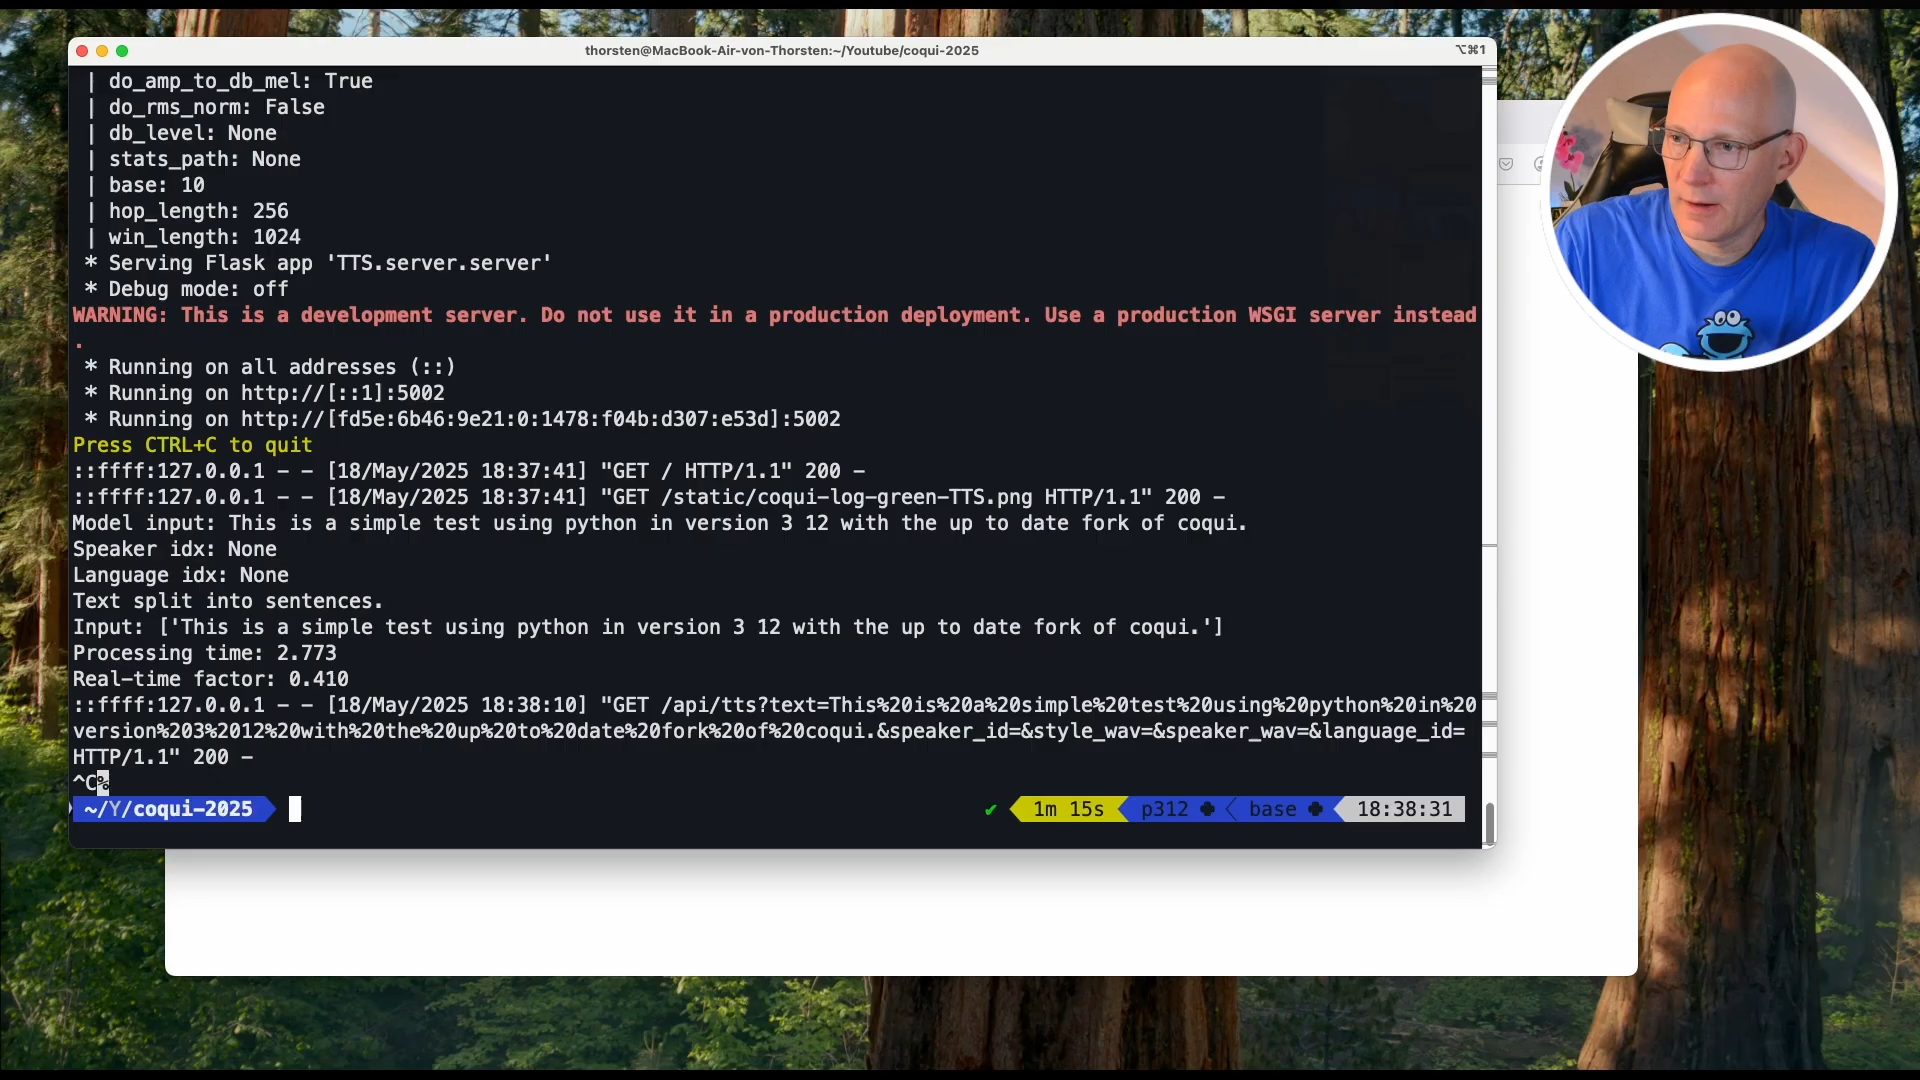 thorsten@MacBook-Air-von-Thorsten:~/Youtube/coqui-2025
⌥⌘1
| do_amp_to_db_mel: True
| do_rms_norm: False
| db_level: None
| stats_path: None
| base: 10
| hop_length: 256
| win_length: 1024
* Serving Flask app 'TTS.server.server'
* Debug mode: off
WARNING: This is a development server. Do not use it in a production deployment. Use a production WSGI server instead
.
* Running on all addresses (::)
* Running on http://[::1]:5002
* Running on http://[fd5e:6b46:9e21:0:1478:f04b:d307:e53d]:5002
Press CTRL+C to quit
::ffff:127.0.0.1 - - [18/May/2025 18:37:41] "GET / HTTP/1.1" 200 -
::ffff:127.0.0.1 - - [18/May/2025 18:37:41] "GET /static/coqui-log-green-TTS.png HTTP/1.1" 200 -
Model input: This is a simple test using python in version 3 12 with the up to date fork of coqui.
Speaker idx: None
Language idx: None
Text split into sentences.
Input: ['This is a simple test using python in version 3 12 with the up to date fork of coqui.']
Processing time: 2.773
Real-time factor: 0.410
::ffff:127.0.0.1 - - [18/May/2025 18:38:10] "GET /api/tts?text=This%20is%20a%20simple%20test%20using%20python%20in%20
version%203%2012%20with%20the%20up%20to%20date%20fork%20of%20coqui.&speaker_id=&style_wav=&speaker_wav=&language_id=
HTTP/1.1" 200 -
^C%
~/Y/coqui-2025 ✔ 1m 15s p312 base 18:38:31